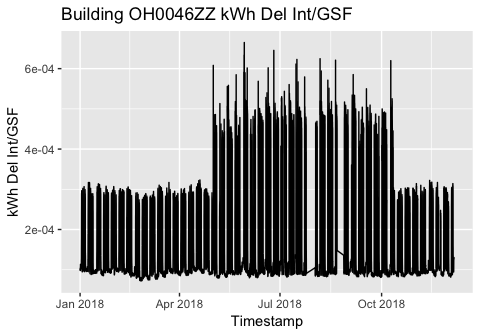 Building OH0046ZZ kWh Del Int/GSF
kWh Del Int/GSF
6e-04
4e-04
2e-04
Jan 2018
Apr 2018
Jul 2018
Oct 2018
Timestamp